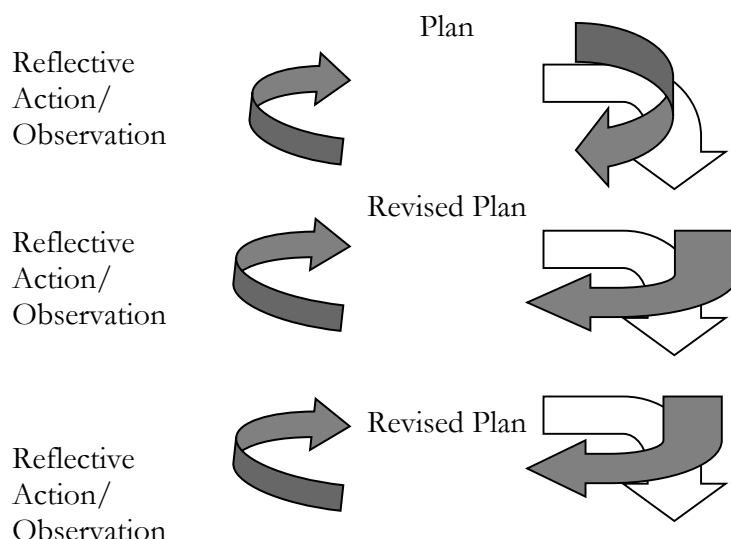 Plan
Reflective
Action/
Observation
Revised Plan
Reflective
Action/
Observation
Revised Plan
Reflective
Action/
Observation